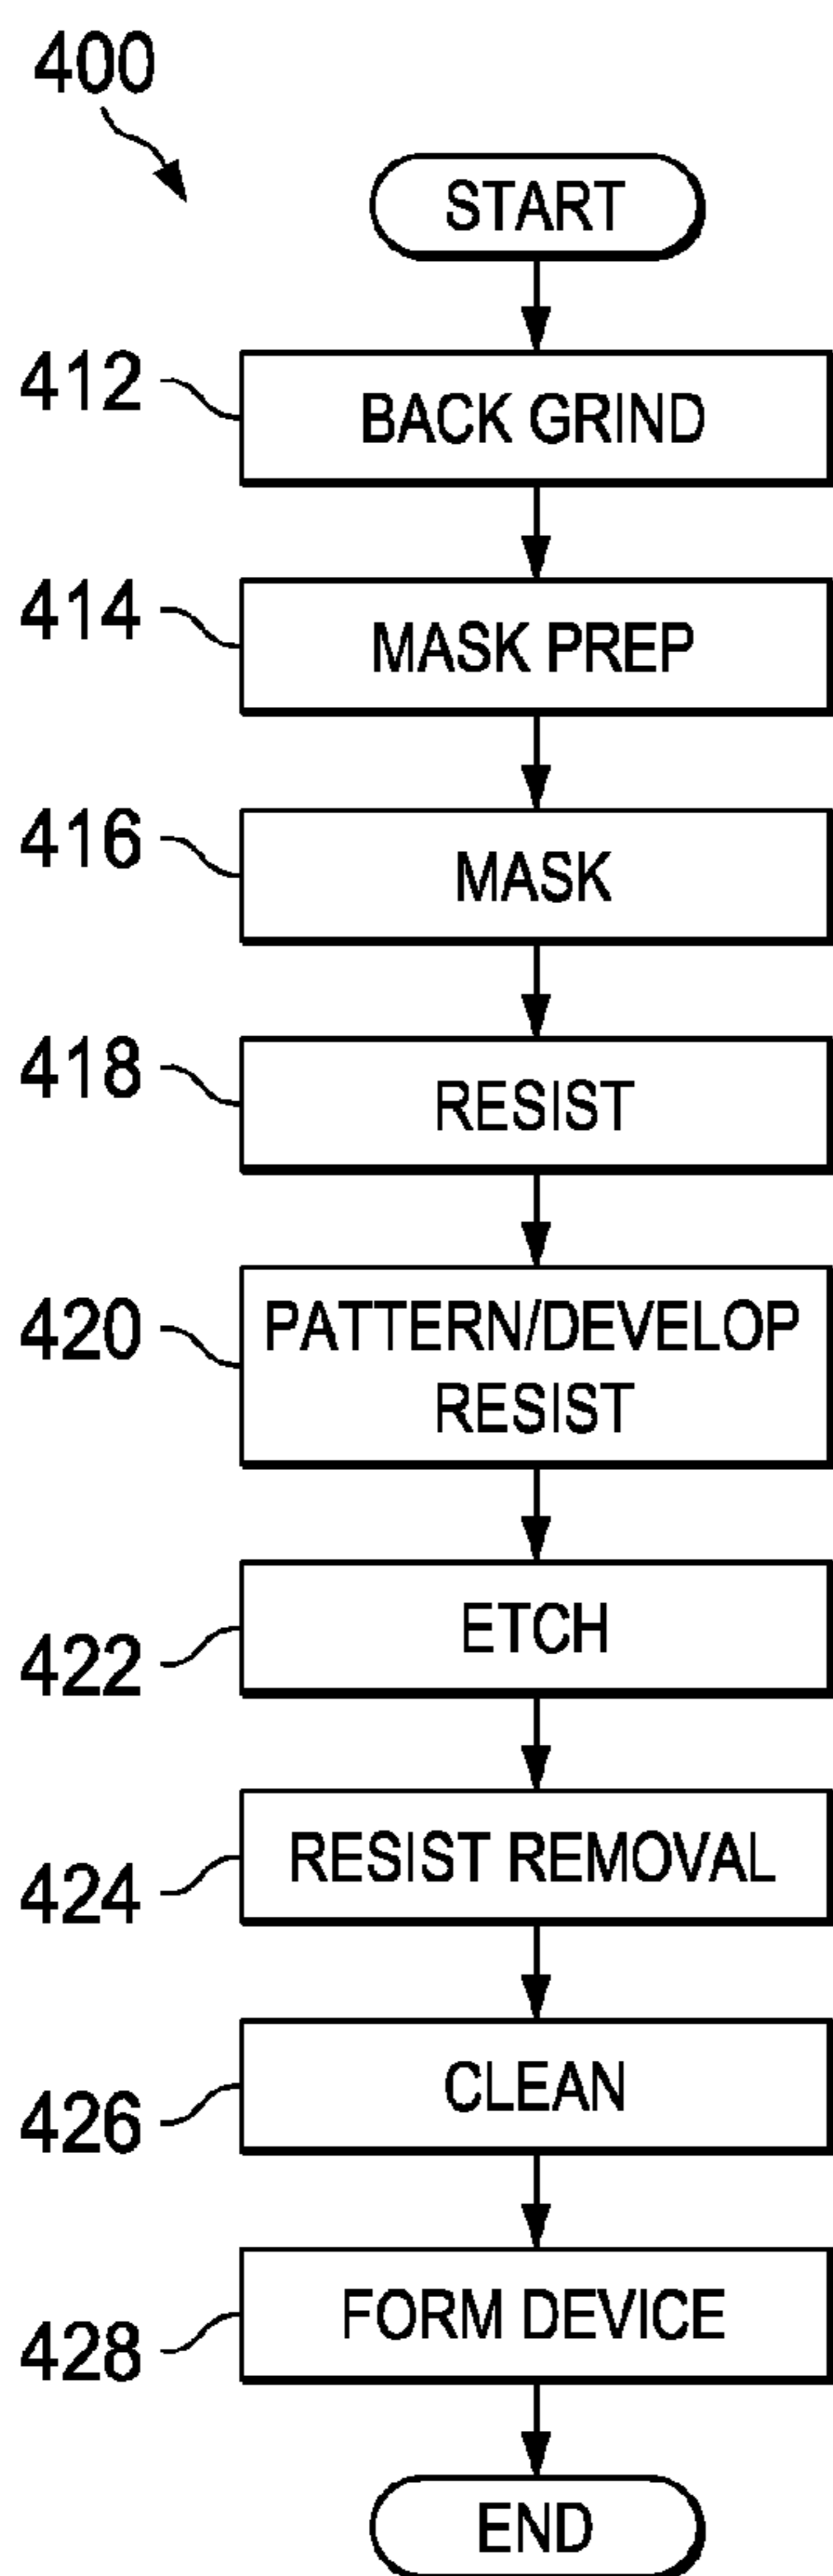 400
START
412
BACK GRIND
414
MASK PREP
416
MASK
418
RESIST
420
PATTERN/DEVELOP
RESIST
422
ETCH
424
RESIST REMOVAL
426
CLEAN
428
FORM DEVICE
END